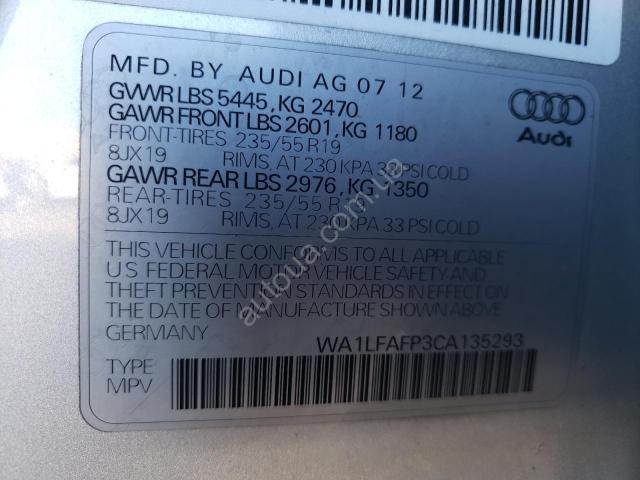 MFD. BY AUDI AG 07 12
GVWR LBS 5445, KG 2470
GAWR FRONT LBS 2601, KG 1180
FRONT-TIRES 235/55 R19
8JX19 RIMS, AT 230 KPA 33 PSI COLD
GAWR REAR LBS 2976, KG 1350
REAR-TIRES 235/55
8JX19 RIMS, AT 230 KPA 33 PSI COLD
THIS VEHICLE CONFORMS TO ALL APPLICABLE
U.S. FEDERAL MOTOR VEHICLE SAFETY AND
THEFT PREVENTION STANDARDS IN EFFECT ON
THE DATE OF MANUFACTURE SHOWN ABOVE
GERMANY WA1LFAFP3CA135293
TYPE
MPV
Audi
autoua.com.ua